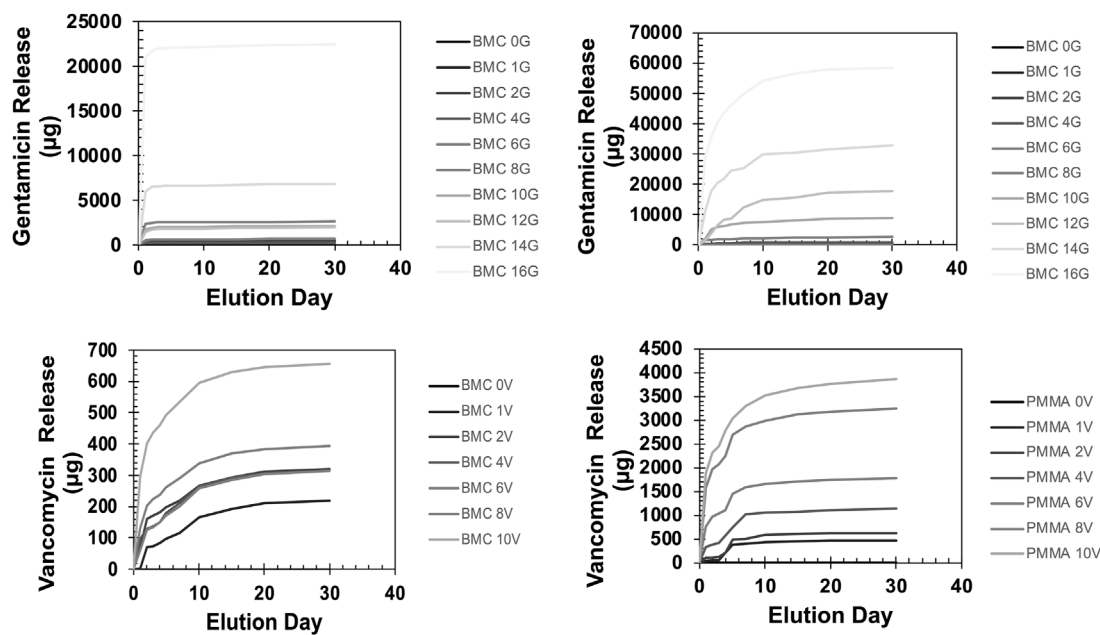 Gentamicin Release
(µg)
25000
20000
15000
10000
5000
0
0
10
20
30
40
Elution Day
BMC 0G
BMC 1G
BMC 2G
BMC 4G
BMC 6G
BMC 8G
BMC 10G
BMC 12G
BMC 14G
BMC 16G
Gentamicin Release
(µg)
70000
60000
50000
40000
30000
20000
10000
0
0
10
20
30
40
Elution Day
BMC 0G
BMC 1G
BMC 2G
BMC 4G
BMC 6G
BMC 8G
BMC 10G
BMC 12G
BMC 14G
BMC 16G
Vancomycin Release
(µg)
700
600
500
400
300
200
100
0
0
10
20
30
40
Elution Day
BMC 0V
BMC 1V
BMC 2V
BMC 4V
BMC 6V
BMC 8V
BMC 10V
Vancomycin Release
(µg)
4500
4000
3500
3000
2500
2000
1500
1000
500
0
0
10
20
30
40
Elution Day
PMMA 0V
PMMA 1V
PMMA 2V
PMMA 4V
PMMA 6V
PMMA 8V
PMMA 10V